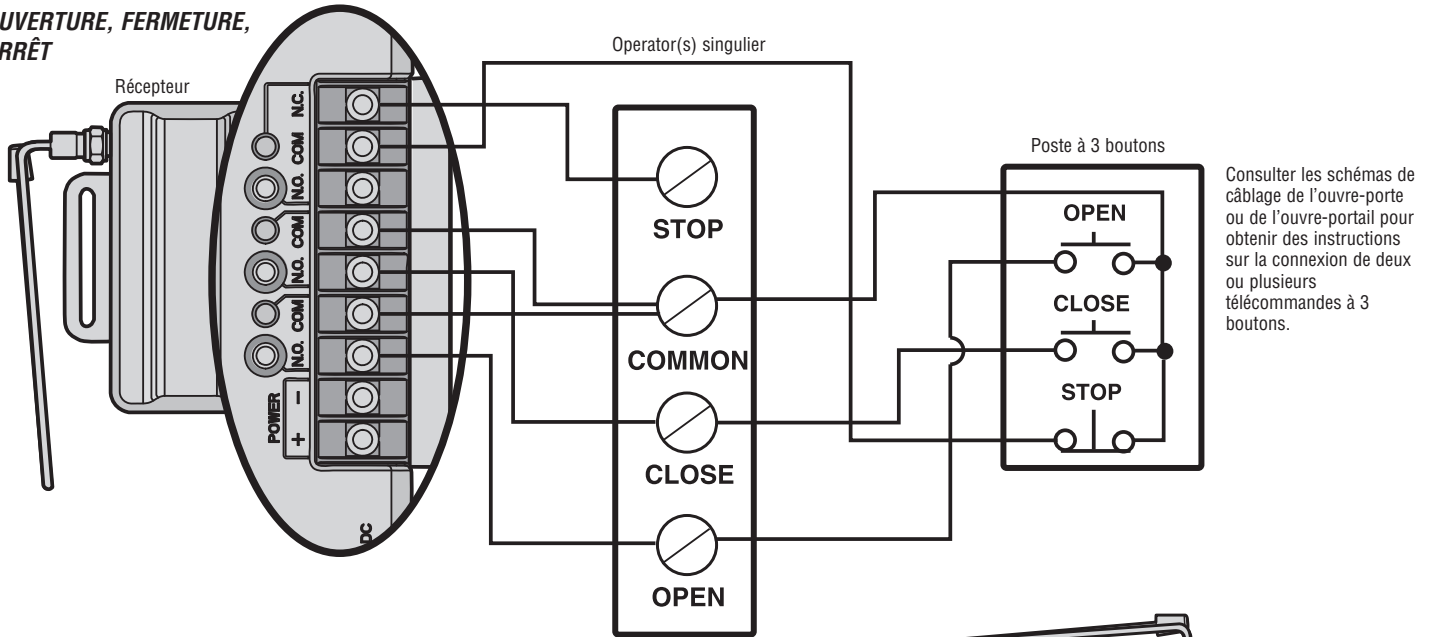 UVERTURE, FERMETURE,
RRÊT
Récepteur
Operator(s) singulier
N.C.
COM
N.O.
COM
N.O.
COM
N.O.
POWER
-
+
DC
STOP
COMMON
CLOSE
OPEN
Poste à 3 boutons
OPEN
CLOSE
STOP
Consulter les schémas de
câblage de l’ouvre-porte
ou de l’ouvre-portail pour
obtenir des instructions
sur la connexion de deux
ou plusieurs
télécommandes à 3
boutons.